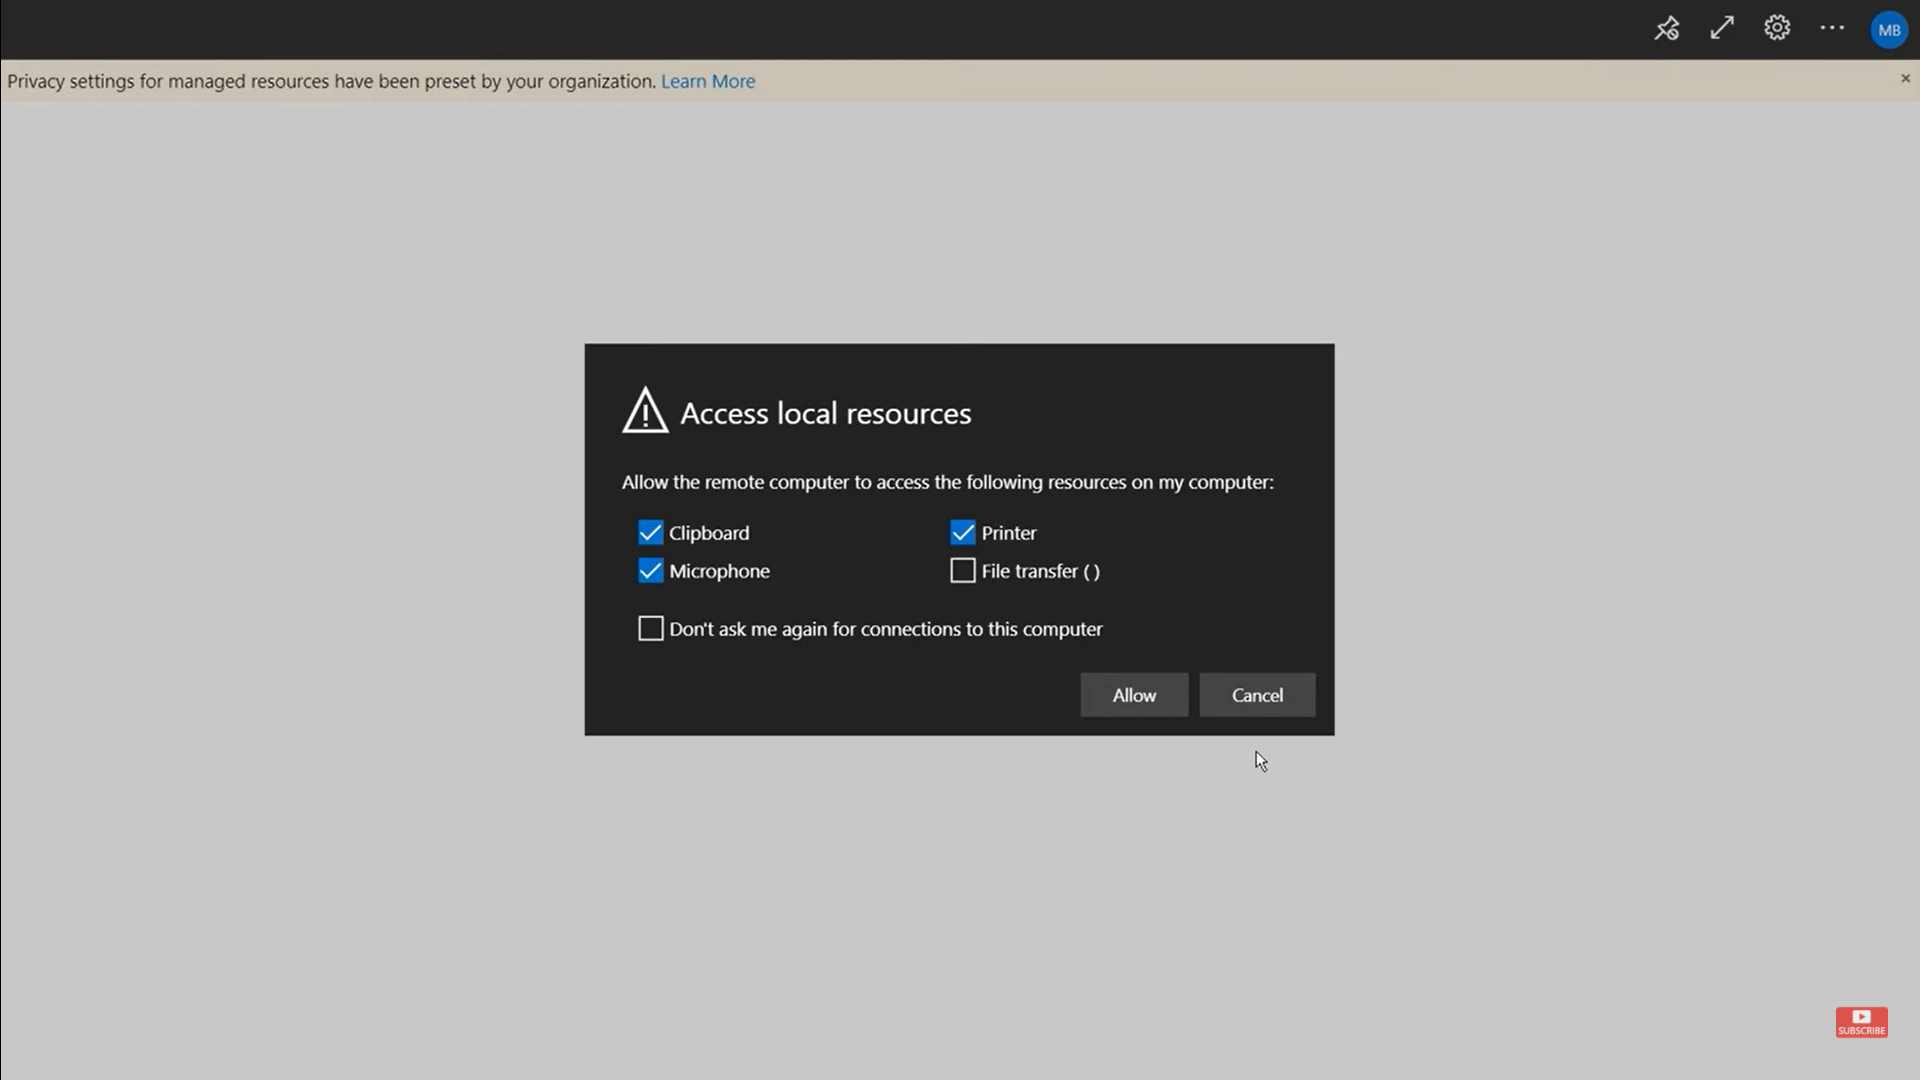 MB
Privacy settings for managed resources have been preset by your organization. Learn More
Access local resources
Allow the remote computer to access the following resources on my computer:
Clipboard
Printer
Microphone
File transfer ( )
Don't ask me again for connections to this computer
Allow
Cancel
SUBSCRIBE